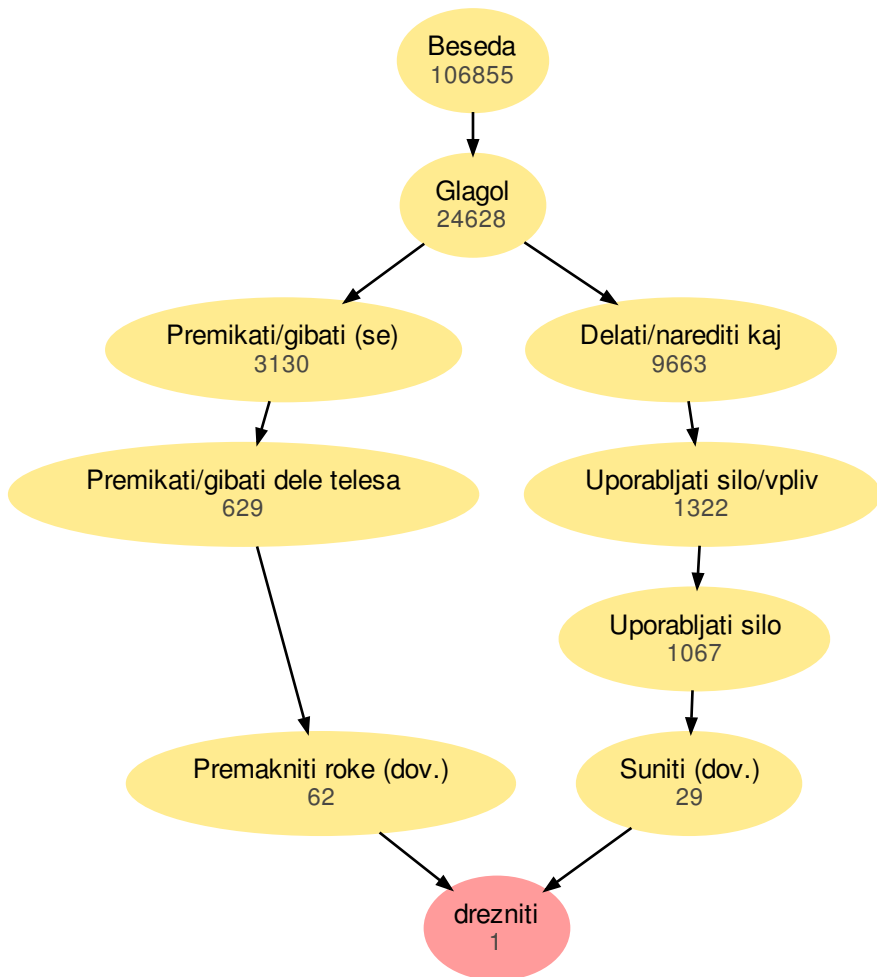 Beseda
106855
Glagol
24628
Premikati/gibati (se)
3130
Delati/narediti kaj
9663
Premikati/gibati dele telesa
629
Uporabljati silo/vpliv
1322
Uporabljati silo
1067
Premakniti roke (dov.)
62
Suniti (dov.)
29
drezniti
1